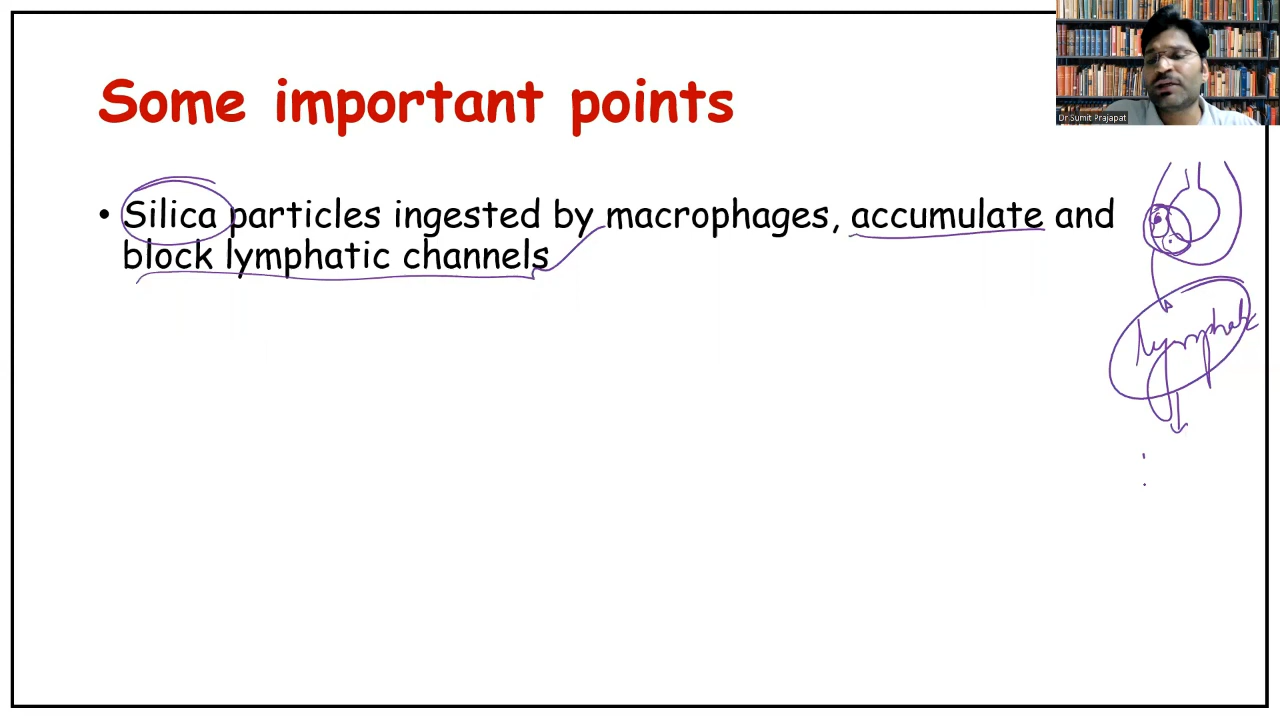 Some important points
Dr.Sumit Prajapat
• Silica particles ingested by macrophages, accumulate and
block lymphatic channels